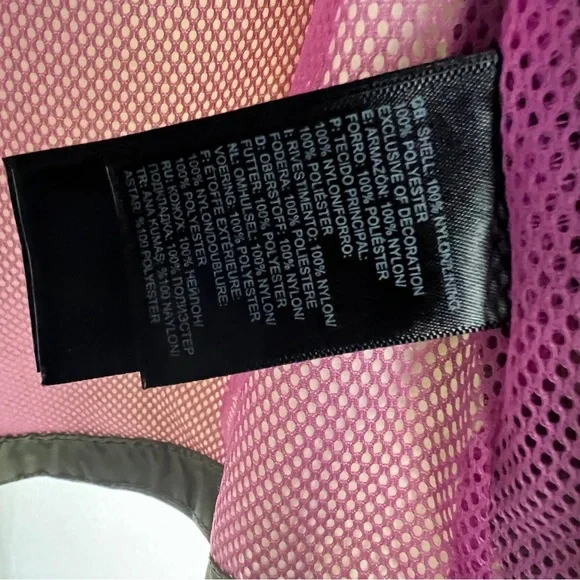 GB: SHELL: 100% NYLON/LINING:
100% POLYESTER
EXCLUSIVE OF DECORATION
E: ARMAZON: 100% NYLON/
FORRO: 100% POLIÉSTER
P: TECIDO PRINCIPAL:
100% NYLON/FORRO:
100% POLIÉSTER
I: RIVESTIMENTO: 100% NYLON/
FODERA: 100% POLIESTERE
D: OBERSTOFF: 100% NYLON/
FUTTER: 100% POLYESTER
NL: OMHULSEL: 100% NYLON/
VOERING: 100% POLYESTER
F: ÉTOFFE EXTÉRIEURE:
100% NYLON/DOUBLURE:
100% POLYESTER
RU: КОЖУХ: 100% НЕЙЛОН/
ПОДКЛАДКА: 100% ПОЛИЭСТЕР
TR: ANA KUMAŞ: %100 NAYLON/
ASTAR: %100 POLYESTER